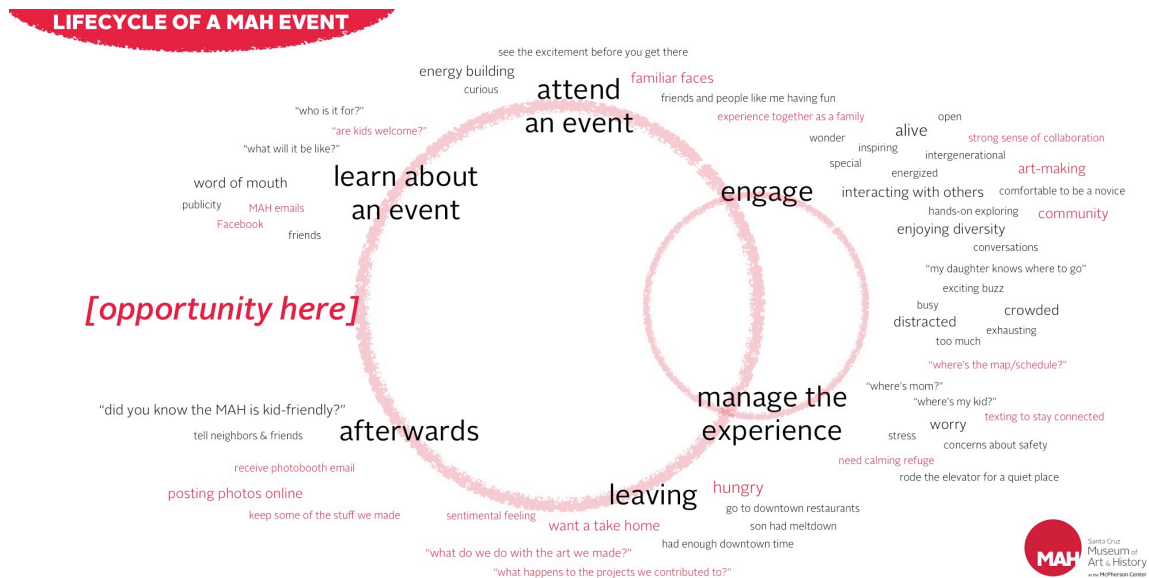 LIFECYCLE OF A MAH EVENT
see the excitement before you get there
energy building
curious
attend
an event
familiar faces
friends and people like me having fun
experience together as a family
"who is it for?"
"are kids welcome?"
"what will it be like?"
learn about
an event
word of mouth
publicity
MAH emails
Facebook
friends
engage
wonder
alive
open
inspiring
strong sense of collaboration
special
intergenerational
energized
art-making
interacting with others
comfortable to be a novice
hands-on exploring
community
enjoying diversity
conversations
"my daughter knows where to go"
exciting buzz
busy
crowded
distracted
exhausting
too much
"where's the map/schedule?"
[opportunity here]
manage the
experience
"where's mom?"
"where's my kid?"
texting to stay connected
worry
stress
concerns about safety
need calming refuge
rode the elevator for a quiet place
leaving
hungry
go to downtown restaurants
son had meltdown
had enough downtown time
sentimental feeling
want a take home
"what do we do with the art we made?"
"what happens to the projects we contributed to?"
afterwards
"did you know the MAH is kid-friendly?"
tell neighbors & friends
receive photobooth email
posting photos online
keep some of the stuff we made
MAH
Santa Cruz
Museum of
Art & History
at the McPherson Center